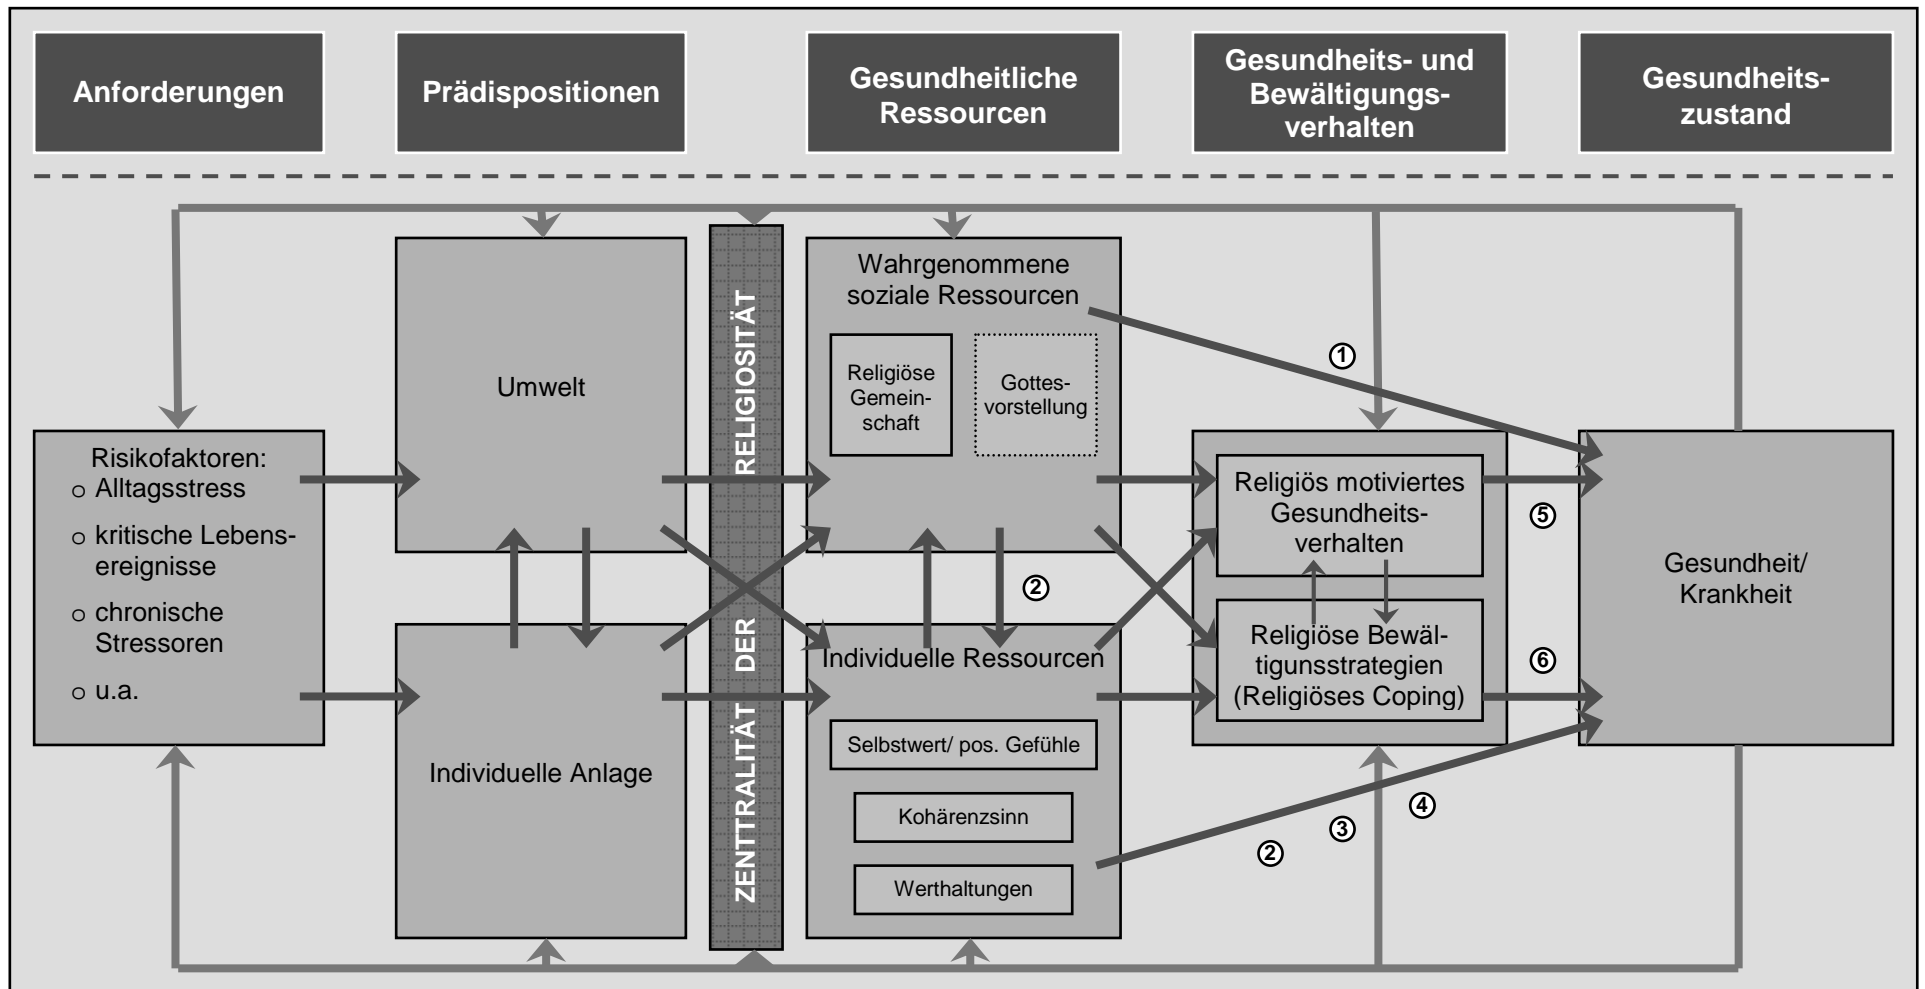 Anforderungen
Prädispositionen
Gesundheitliche
Ressourcen
Gesundheits- und
Bewältigungs-
verhalten
Gesundheits-
zustand
Risikofaktoren:
o Alltagsstress
o kritische Lebens-
ereignisse
o chronische
Stressoren
o u.a.
Umwelt
Individuelle Anlage
ZENTTRALITÄT DER RELIGIOSITÄT
Wahrgenommene
soziale Ressourcen
Religiöse
Gemein-
schaft
Gottes-
vorstellung
②
Individuelle Ressourcen
Selbstwert/ pos. Gefühle
Kohärenzsinn
Werthaltungen
①
Religiös motiviertes
Gesundheits-
verhalten
Religiöse Bewäl-
tigunsstrategien
(Religiöses Coping)
⑤
⑥
④
③
②
Gesundheit/
Krankheit